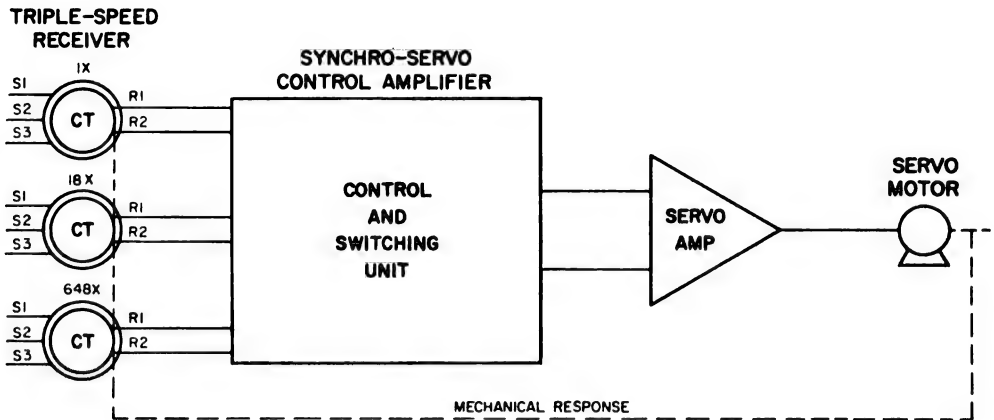 TRIPLE-SPEED
RECEIVER
1X
S1
S2
S3
CT
R1
R2
18X
S1
S2
S3
CT
R1
R2
648X
S1
S2
S3
CT
R1
R2
SYNCHRO-SERVO
CONTROL AMPLIFIER
CONTROL
AND
SWITCHING
UNIT
SERVO
AMP
SERVO
MOTOR
MECHANICAL RESPONSE